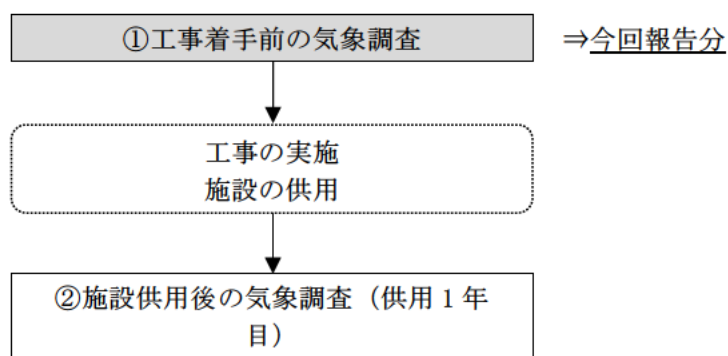 ①工事着手前の気象調査 ⇒今回報告分
工事の実施
施設の供用
②施設供用後の気象調査（供用１年
目）